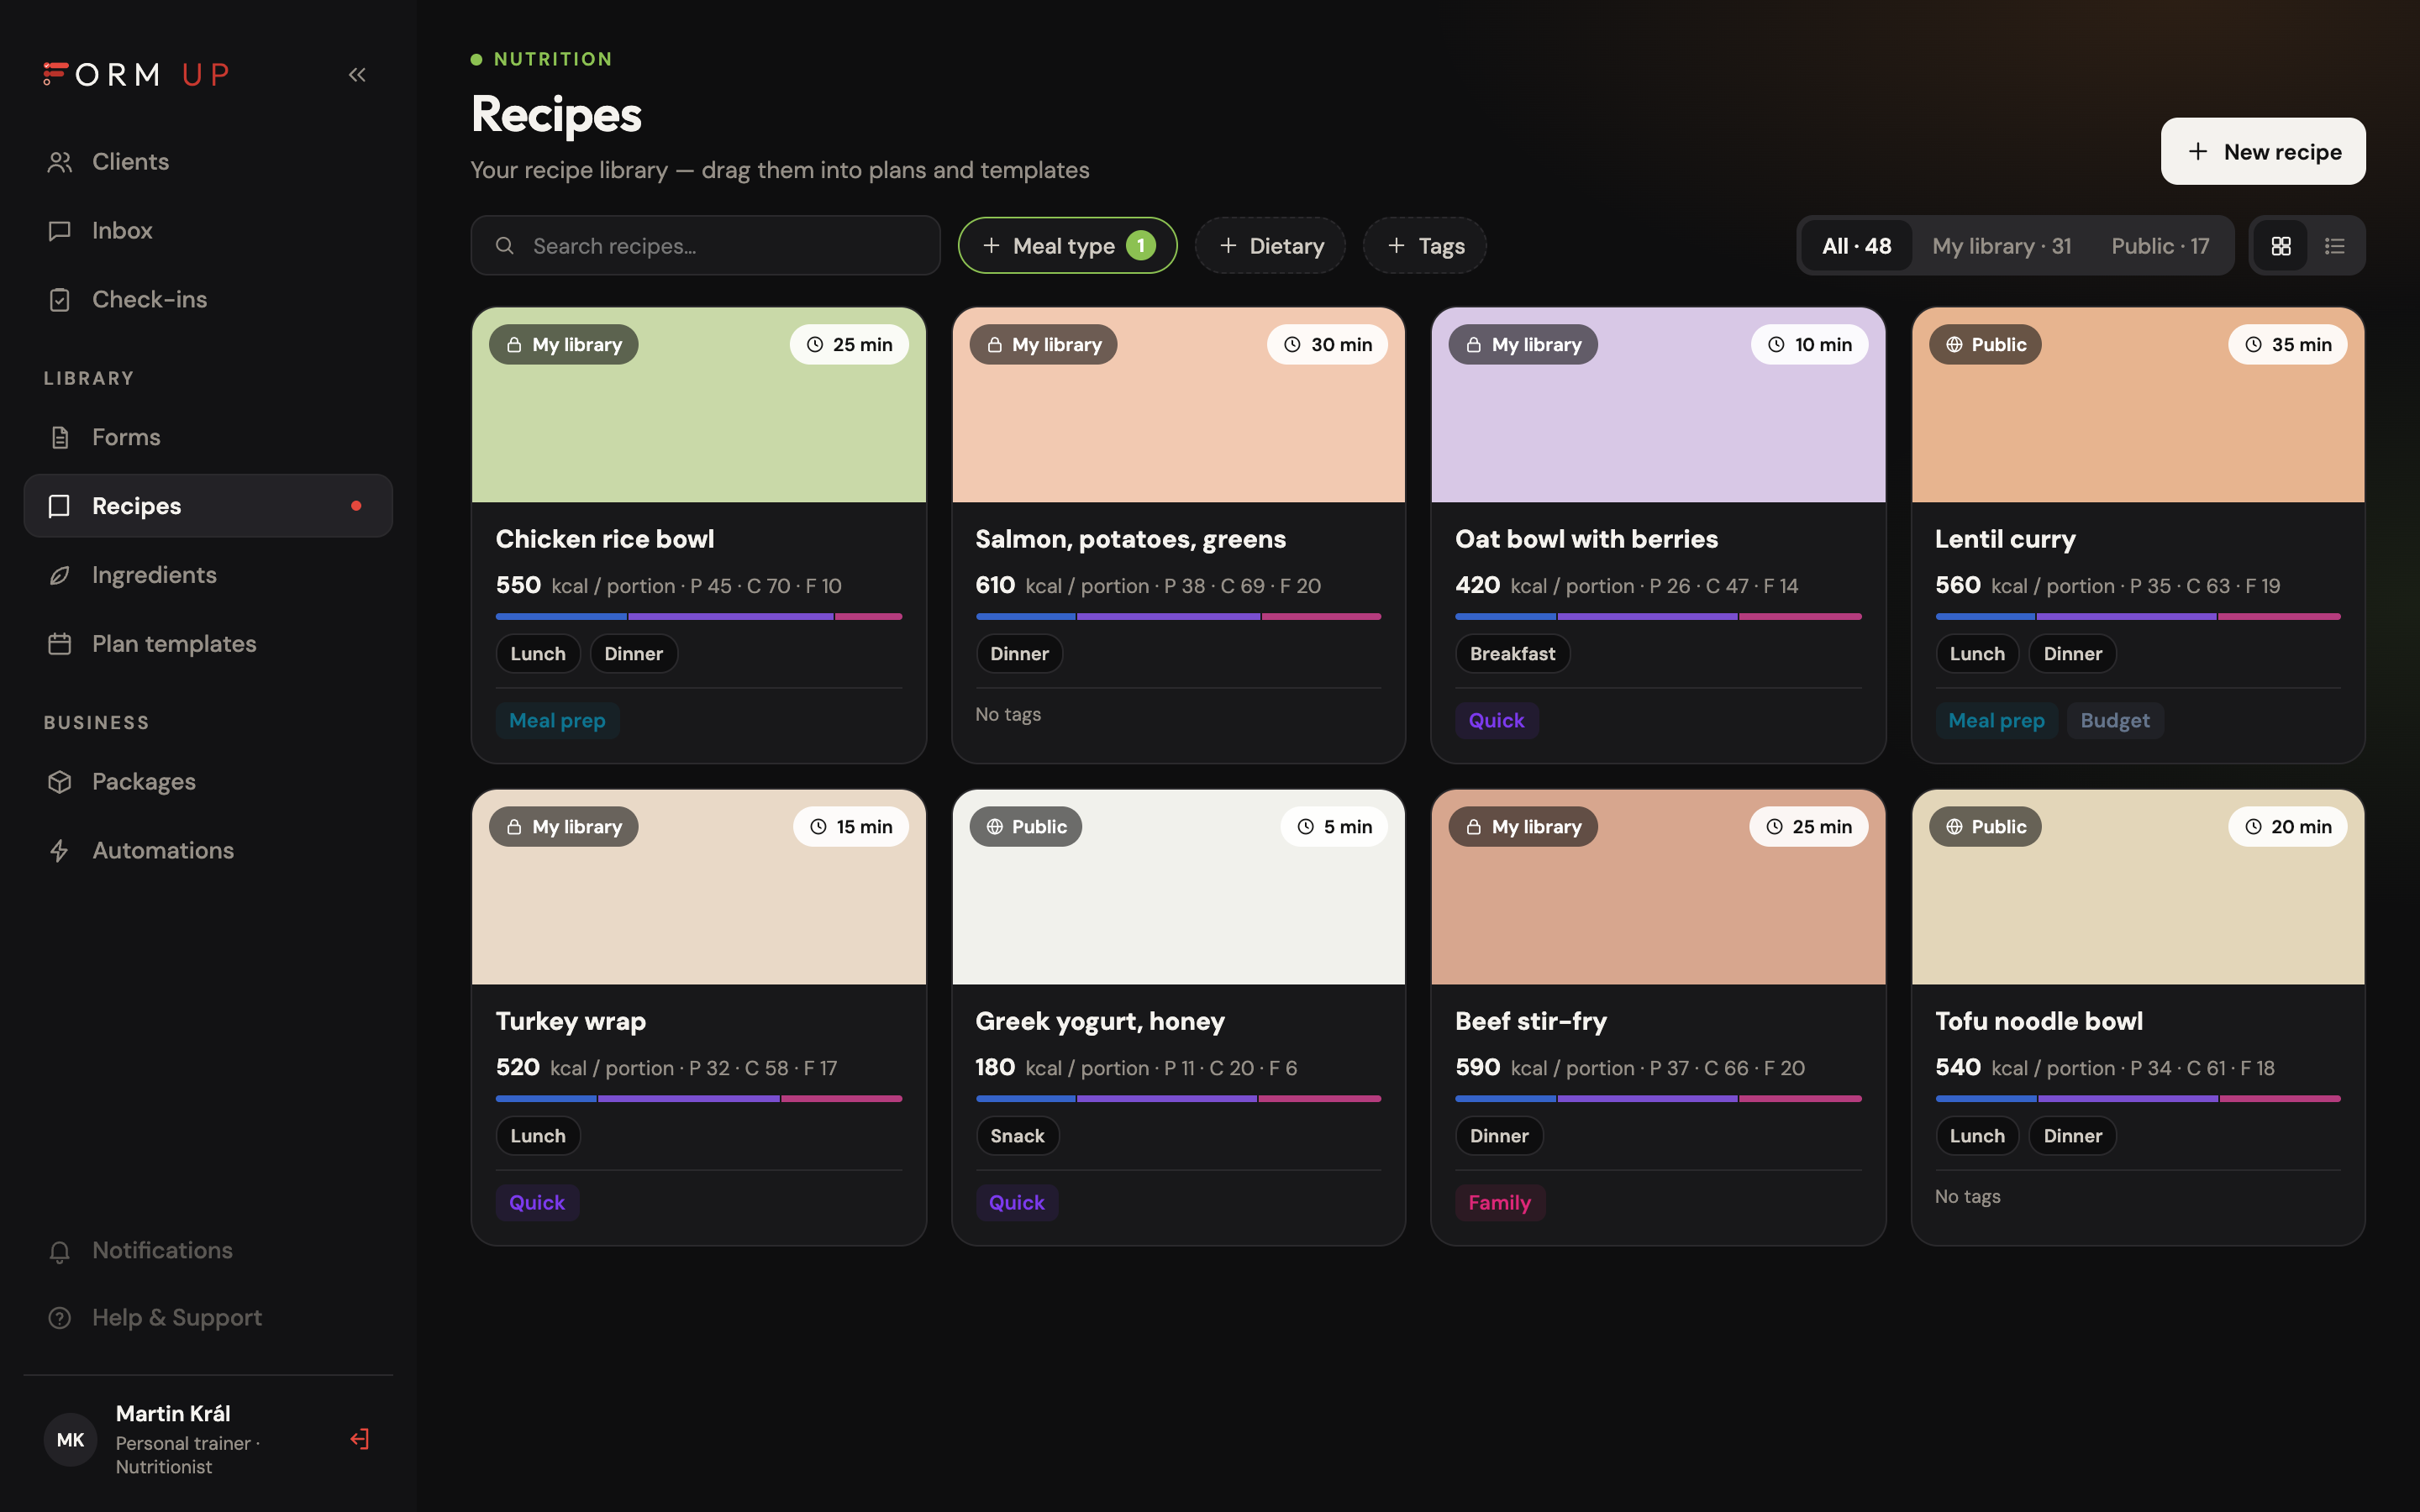 FORM UP
Clients
Inbox
Check-ins
LIBRARY
Forms
Recipes
Ingredients
Plan templates
BUSINESS
Packages
Automations
Notifications
Help & Support
MK
Martin Král
Personal trainer ·
Nutritionist
NUTRITION
Recipes
Your recipe library — drag them into plans and templates
New recipe
Search recipes...
Meal type 1
Dietary
Tags
All · 48
My library · 31
Public · 17
My library
25 min
Chicken rice bowl
550 kcal / portion · P 45 · C 70 · F 10
Lunch Dinner
Meal prep
My library
30 min
Salmon, potatoes, greens
610 kcal / portion · P 38 · C 69 · F 20
Dinner
No tags
My library
10 min
Oat bowl with berries
420 kcal / portion · P 26 · C 47 · F 14
Breakfast
Quick
Public
35 min
Lentil curry
560 kcal / portion · P 35 · C 63 · F 19
Lunch Dinner
Meal prep Budget
My library
15 min
Turkey wrap
520 kcal / portion · P 32 · C 58 · F 17
Lunch
Quick
Public
5 min
Greek yogurt, honey
180 kcal / portion · P 11 · C 20 · F 6
Snack
Quick
My library
25 min
Beef stir-fry
590 kcal / portion · P 37 · C 66 · F 20
Dinner
Family
Public
20 min
Tofu noodle bowl
540 kcal / portion · P 34 · C 61 · F 18
Lunch Dinner
No tags